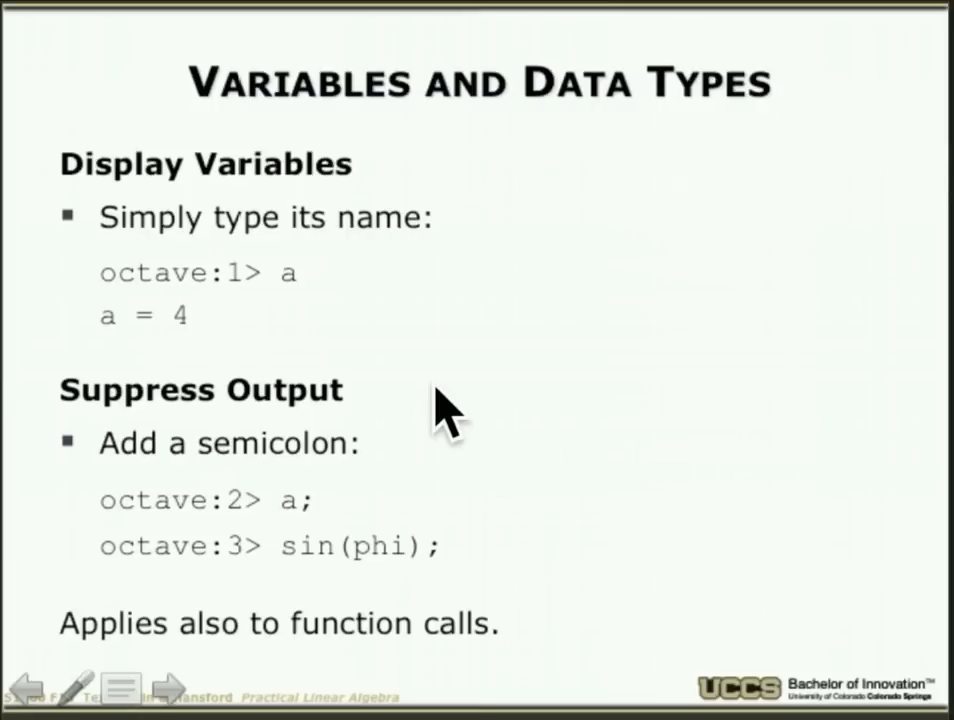 VARIABLES AND DATA TYPES
Display Variables
Simply type its name:
octave:1> a
a = 4
Suppress Output
Add a semicolon:
octave:2> a;
octave:3> sin(phi);
Applies also to function calls.
Practical Linear Algebra
UCCS
Bachelor of Innovation™
University of Colorado Colorado Springs